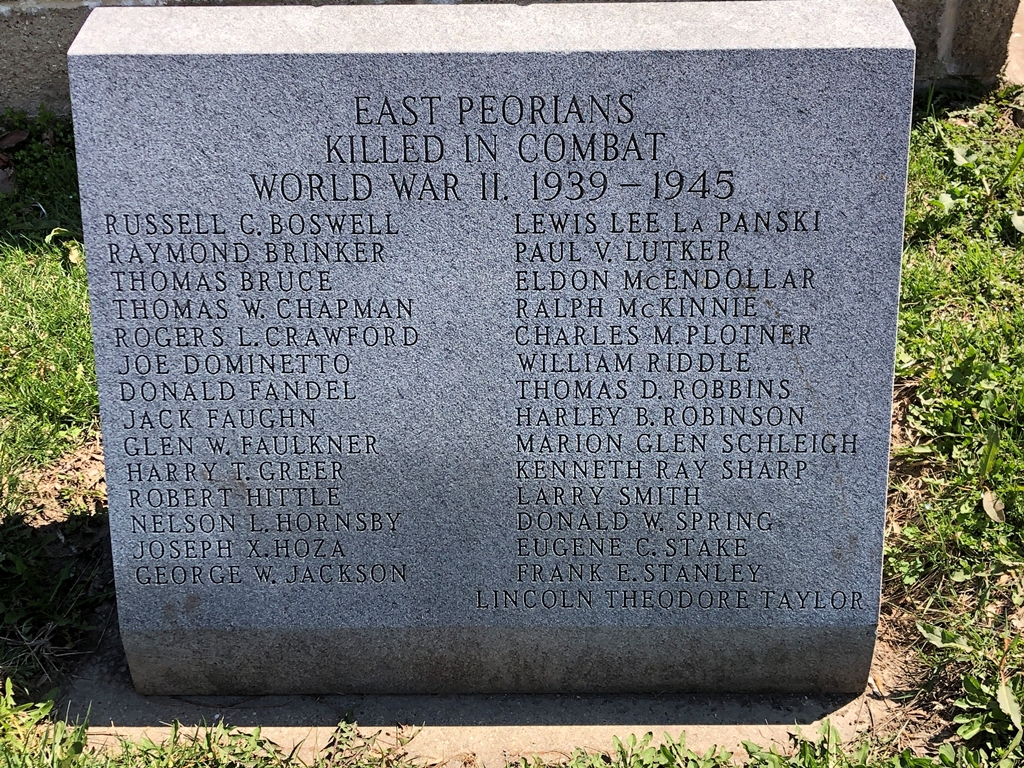 EAST PEORIANS
KILLED IN COMBAT
WORLD WAR II. 1939 – 1945
RUSSELL C. BOSWELL
RAYMOND BRINKER
THOMAS BRUCE
THOMAS W. CHAPMAN
ROGERS L. CRAWFORD
JOE DOMINETTO
DONALD FANDEL
JACK FAUGHN
GLEN W. FAULKNER
HARRY T. GREER
ROBERT HITTLE
NELSON L. HORNSBY
JOSEPH X. HOZA
GEORGE W. JACKSON
LEWIS LEE LA PANSKI
PAUL V. LUTKER
ELDON McENDOLLAR
RALPH McKINNIE
CHARLES M. PLOTNER
WILLIAM RIDDLE
THOMAS D. ROBBINS
HARLEY B. ROBINSON
MARION GLEN SCHLEIGH
KENNETH RAY SHARP
LARRY SMITH
DONALD W. SPRING
EUGENE C. STAKE
FRANK E. STANLEY
LINCOLN THEODORE TAYLOR